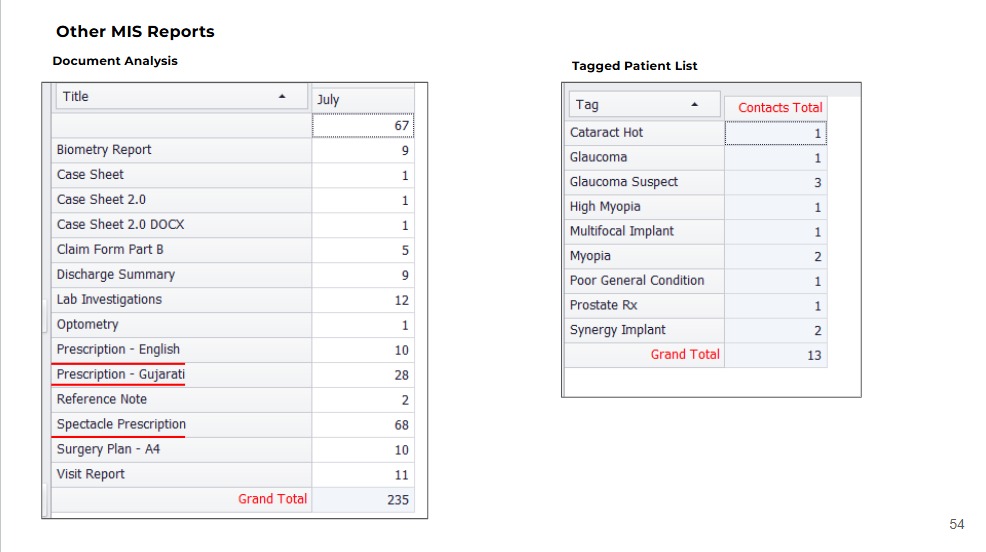 Other MIS Reports
Document Analysis
Title July
67
Biometry Report 9
Case Sheet 1
Case Sheet 2.0 1
Case Sheet 2.0 DOCX 1
Claim Form Part B 5
Discharge Summary 9
Lab Investigations 12
Optometry 1
Prescription - English 10
Prescription - Gujarati 28
Reference Note 2
Spectacle Prescription 68
Surgery Plan - A4 10
Visit Report 11
Grand Total 235
Tagged Patient List
Tag Contacts Total
Cataract Hot 1
Glaucoma 1
Glaucoma Suspect 3
High Myopia 1
Multifocal Implant 1
Myopia 2
Poor General Condition 1
Prostate Rx 1
Synergy Implant 2
Grand Total 13
54